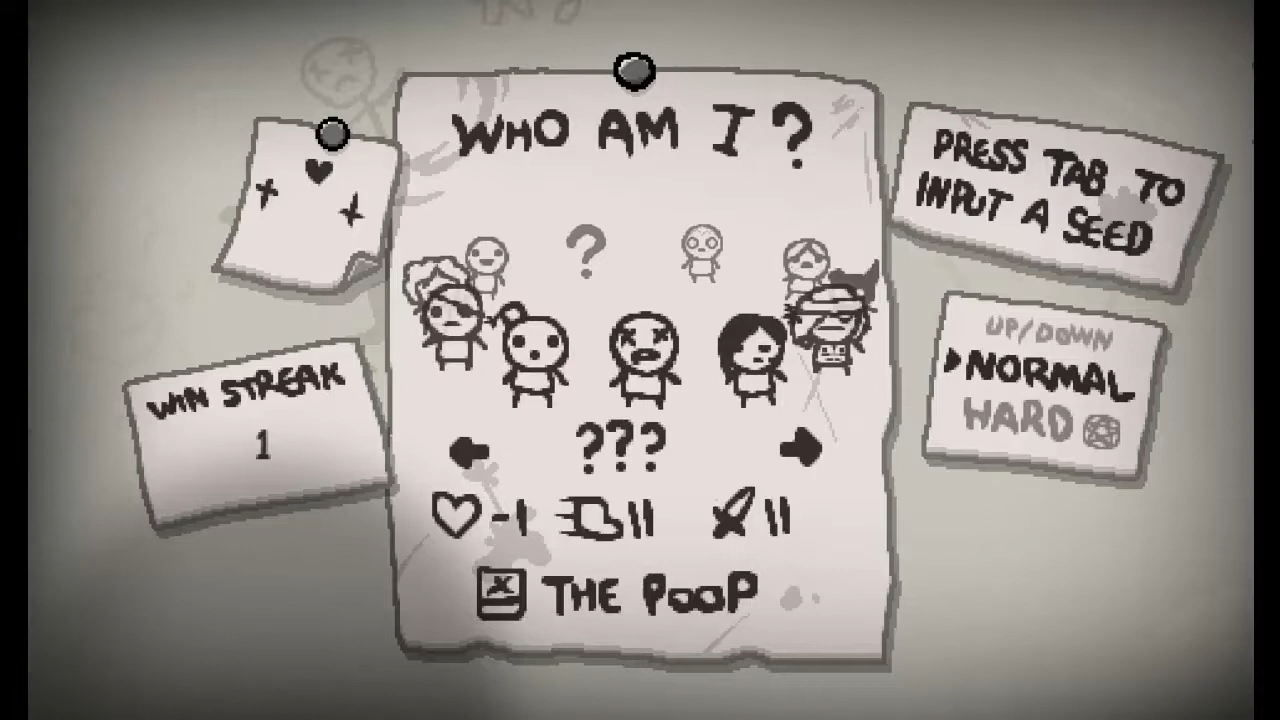 WHO AM I?
PRESS TAB TO
INPUT A SEED
?
UP/DOWN
NORMAL
HARD
WIN STREAK
1
???
-1
THE POOP